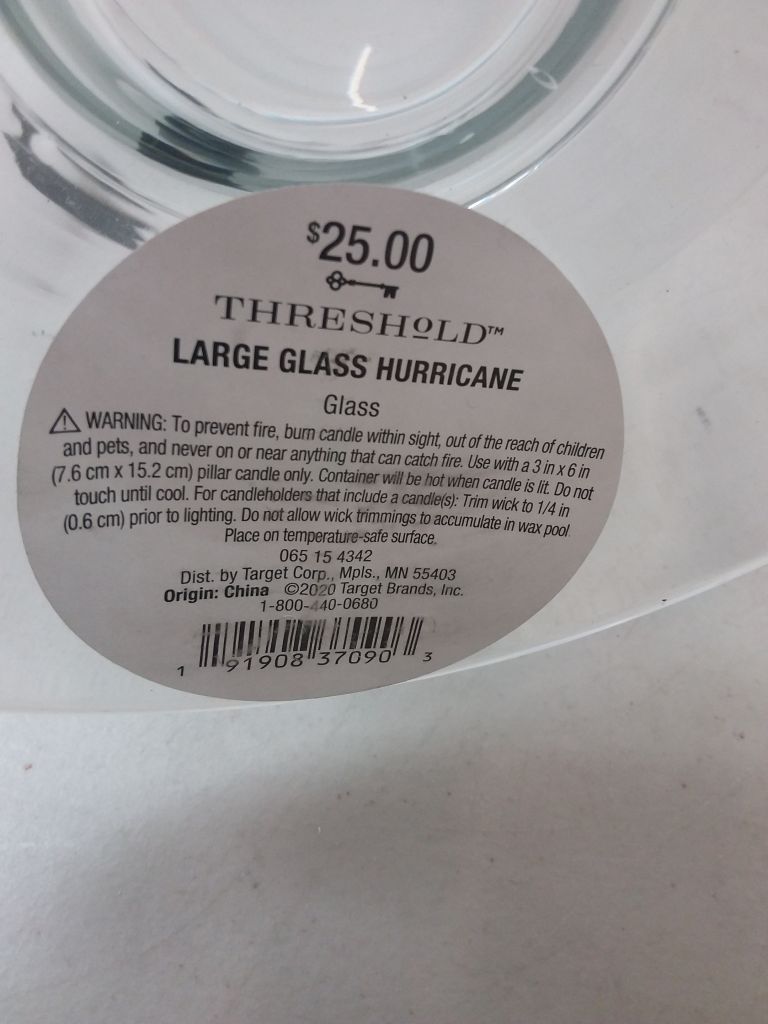 $25.00
THRESHOLD™
LARGE GLASS HURRICANE
Glass
⚠ WARNING: To prevent fire, burn candle within sight, out of the reach of children
and pets, and never on or near anything that can catch fire. Use with a 3 in x 6 in
(7.6 cm x 15.2 cm) pillar candle only. Container will be hot when candle is lit. Do not
touch until cool. For candleholders that include a candle(s): Trim wick to 1/4 in
(0.6 cm) prior to lighting. Do not allow wick trimmings to accumulate in wax pool.
Place on temperature-safe surface.
065 15 4342
Dist. by Target Corp., Mpls., MN 55403
Origin: China ©2020 Target Brands, Inc.
1-800-440-0680
1 91908 37090 3